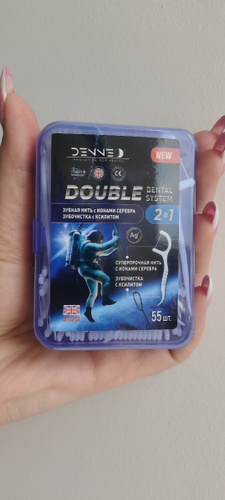 DENNE
NEW
DOUBLE
DENTAL
SYSTEM
ЗУБНАЯ НИТЬ С ИОНАМИ СЕРЕБРА
ЗУБОЧИСТКА С КСИЛИТОМ
2в1
Ag
СУПЕРПРОЧНАЯ НИТЬ
С ИОНАМИ СЕРЕБРА
ЗУБОЧИСТКА
С КСИЛИТОМ
55 шт.